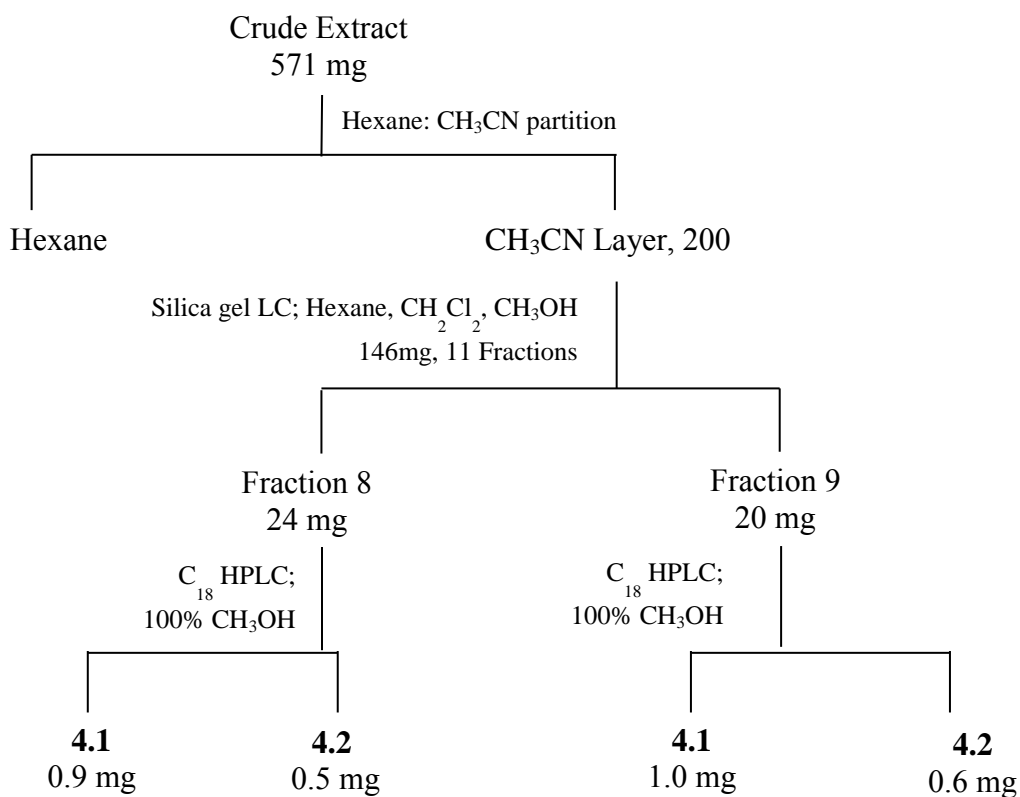 Crude Extract
571 mg
Hexane: CH₃CN partition
Hexane
CH₃CN Layer, 200
Silica gel LC; Hexane, CH₂Cl₂, CH₃OH
146mg, 11 Fractions
Fraction 8
24 mg
Fraction 9
20 mg
C₁₈ HPLC;
100% CH₃OH
C₁₈ HPLC;
100% CH₃OH
4.1
0.9 mg
4.2
0.5 mg
4.1
1.0 mg
4.2
0.6 mg